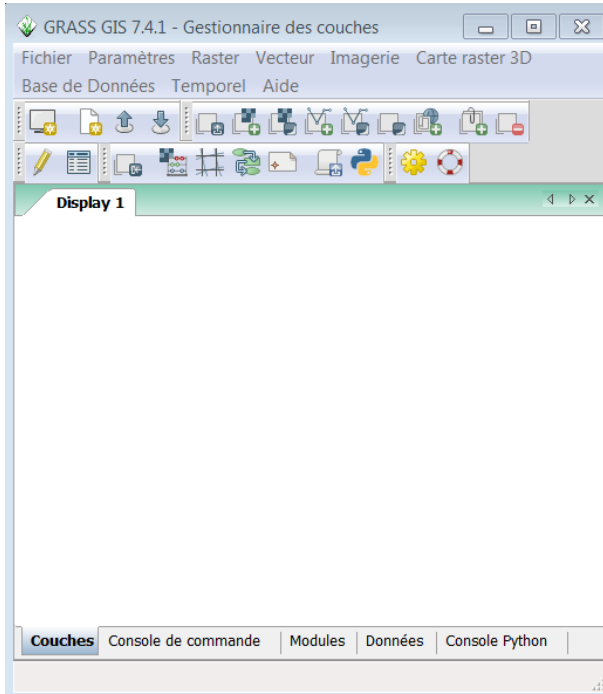 GRASS GIS 7.4.1 - Gestionnaire des couches
Fichier Paramètres Raster Vecteur Imagerie Carte raster 3D
Base de Données Temporel Aide
Display 1
Couches Console de commande Modules Données Console Python